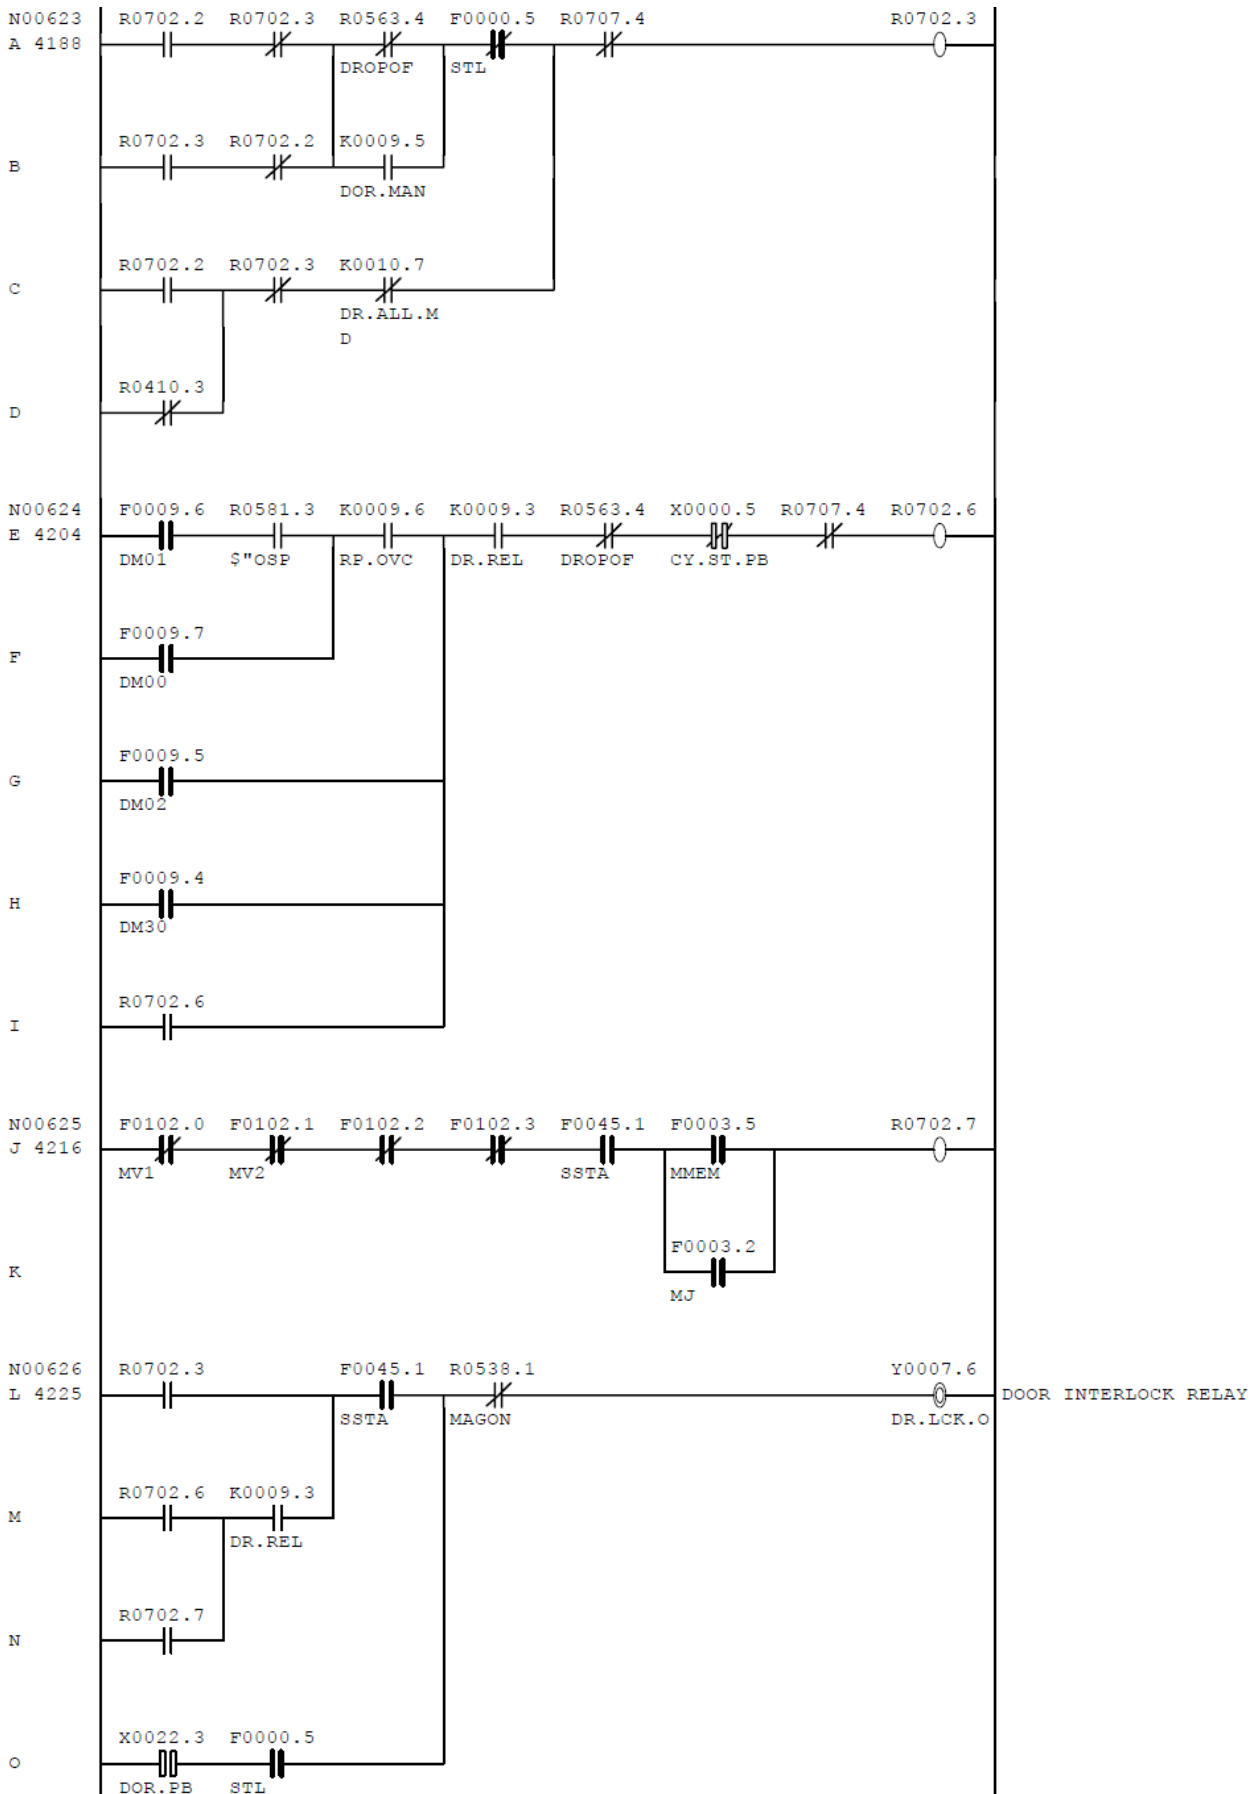 N00623 R0702.2 R0702.3 R0563.4 F0000.5 R0707.4 R0702.3
A 4188
DROPOF STL
R0702.3 R0702.2 K0009.5
B
DOR.MAN
R0702.2 R0702.3 K0010.7
C
DR.ALL.M
D
R0410.3
D
N00624 F0009.6 R0581.3 K0009.6 K0009.3 R0563.4 X0000.5 R0707.4 R0702.6
E 4204
DM01 $"OSP RP.OVC DR.REL DROPOF CY.ST.PB
F0009.7
F
DM00
F0009.5
G
DM02
F0009.4
H
DM30
R0702.6
I
N00625 F0102.0 F0102.1 F0102.2 F0102.3 F0045.1 F0003.5 R0702.7
J 4216
MV1 MV2 SSTA MMEM
F0003.2
K
MJ
N00626 R0702.3 F0045.1 R0538.1 Y0007.6
L 4225 DOOR INTERLOCK RELAY
SSTA MAGON DR.LCK.O
R0702.6 K0009.3
M
DR.REL
R0702.7
N
X0022.3 F0000.5
O
DOR.PB STL